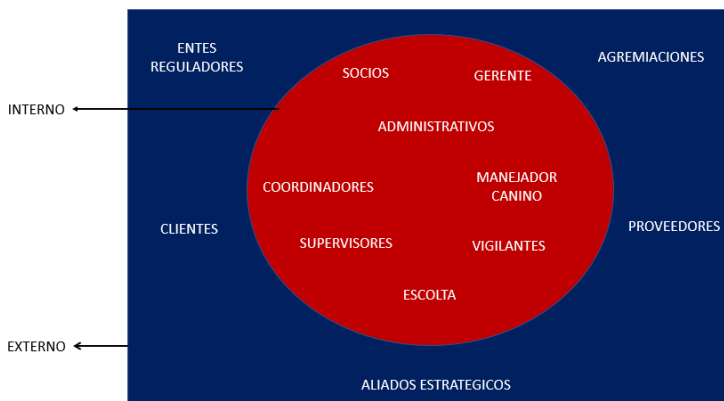 ENTES
REGULADORES
AGREMIACIONES
SOCIOS
GERENTE
INTERNO
ADMINISTRATIVOS
COORDINADORES
MANEJADOR
CANINO
CLIENTES
PROVEEDORES
SUPERVISORES
VIGILANTES
ESCOLTA
EXTERNO
ALIADOS ESTRATEGICOS